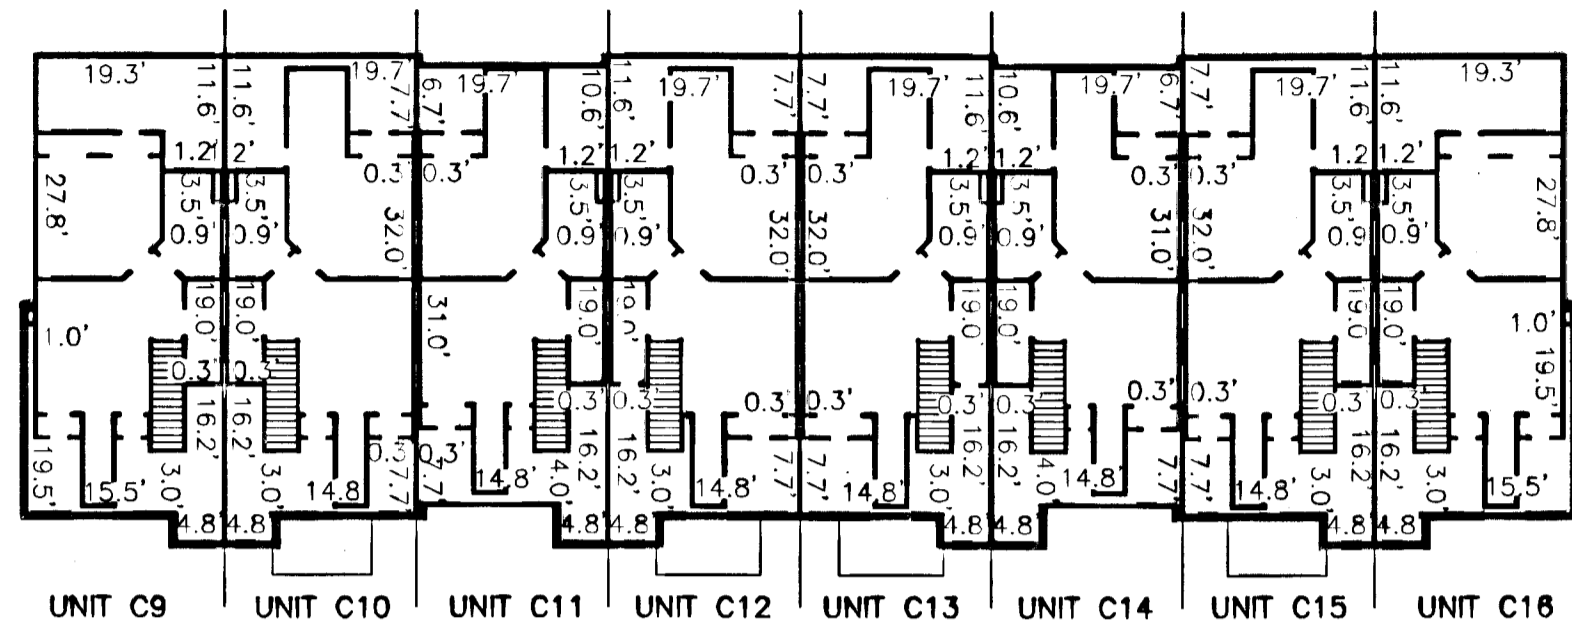 19.3' 11.6' 11.6' 19.7' 7.7' 6.7' 19.7' 10.6' 11.6' 19.7' 7.7' 7.7' 19.7' 11.6' 10.6' 19.7' 6.7' 7.7' 19.7' 11.6' 11.6' 19.3'
1.2' 2' 0.3' 0.3' 1.2' 1.2' 0.3' 0.3' 1.2' 1.2' 0.3' 0.3' 1.2 1.2'
27.8' 3.5' 3.5' 32.0' 3.5' 3.5' 32.0' 32.0' 3.5' 3.5' 31.0' 32.0' 3.5' 3.5' 27.8'
0.9' 0.9' 0.9' 0.9' 0.9' 0.9' 0.9 0.9'
1.0' 19.0' 19.0' 31.0' 19.0' 19.0' 19.0' 19.0' 19.0' 19.0' 1.0'
0.3 0.3 0.3' 0.3' 0.3' 0.3' 0.3' 0.3' 0.3' 0.3' 0.3' 0.3 19.5'
19.5' 16.2' 16.2' 0.3 0.3' 16.2' 16.2' 16.2' 16.2' 16.2' 16.2'
15.5' 3.0' 3.0' 14.8' 7.7' 7.7' 14.8' 4.0' 3.0' 14.8' 7.7' 7.7' 14.8' 3.0' 4.0' 14.8' 7.7' 7.7' 14.8' 3.0' 3.0' 15.5'
4.8' 4.8' 4.8' 4.8' 4.8' 4.8' 4.8 4.8'
UNIT C9 UNIT C10 UNIT C11 UNIT C12 UNIT C13 UNIT C14 UNIT C15 UNIT C16